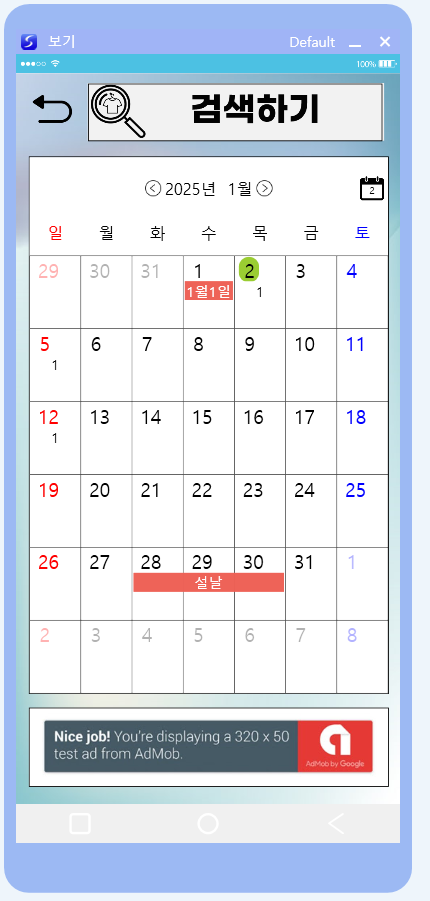 보기 Default
100%
검색하기
2025년 1월
2
일 월 화 수 목 금 토
29 30 31 1 2 3 4
1월1일 1
5 6 7 8 9 10 11
1
12 13 14 15 16 17 18
1
19 20 21 22 23 24 25
26 27 28 29 30 31 1
설날
2 3 4 5 6 7 8
Nice job! You're displaying a 320 x 50
test ad from AdMob.
AdMob by Google